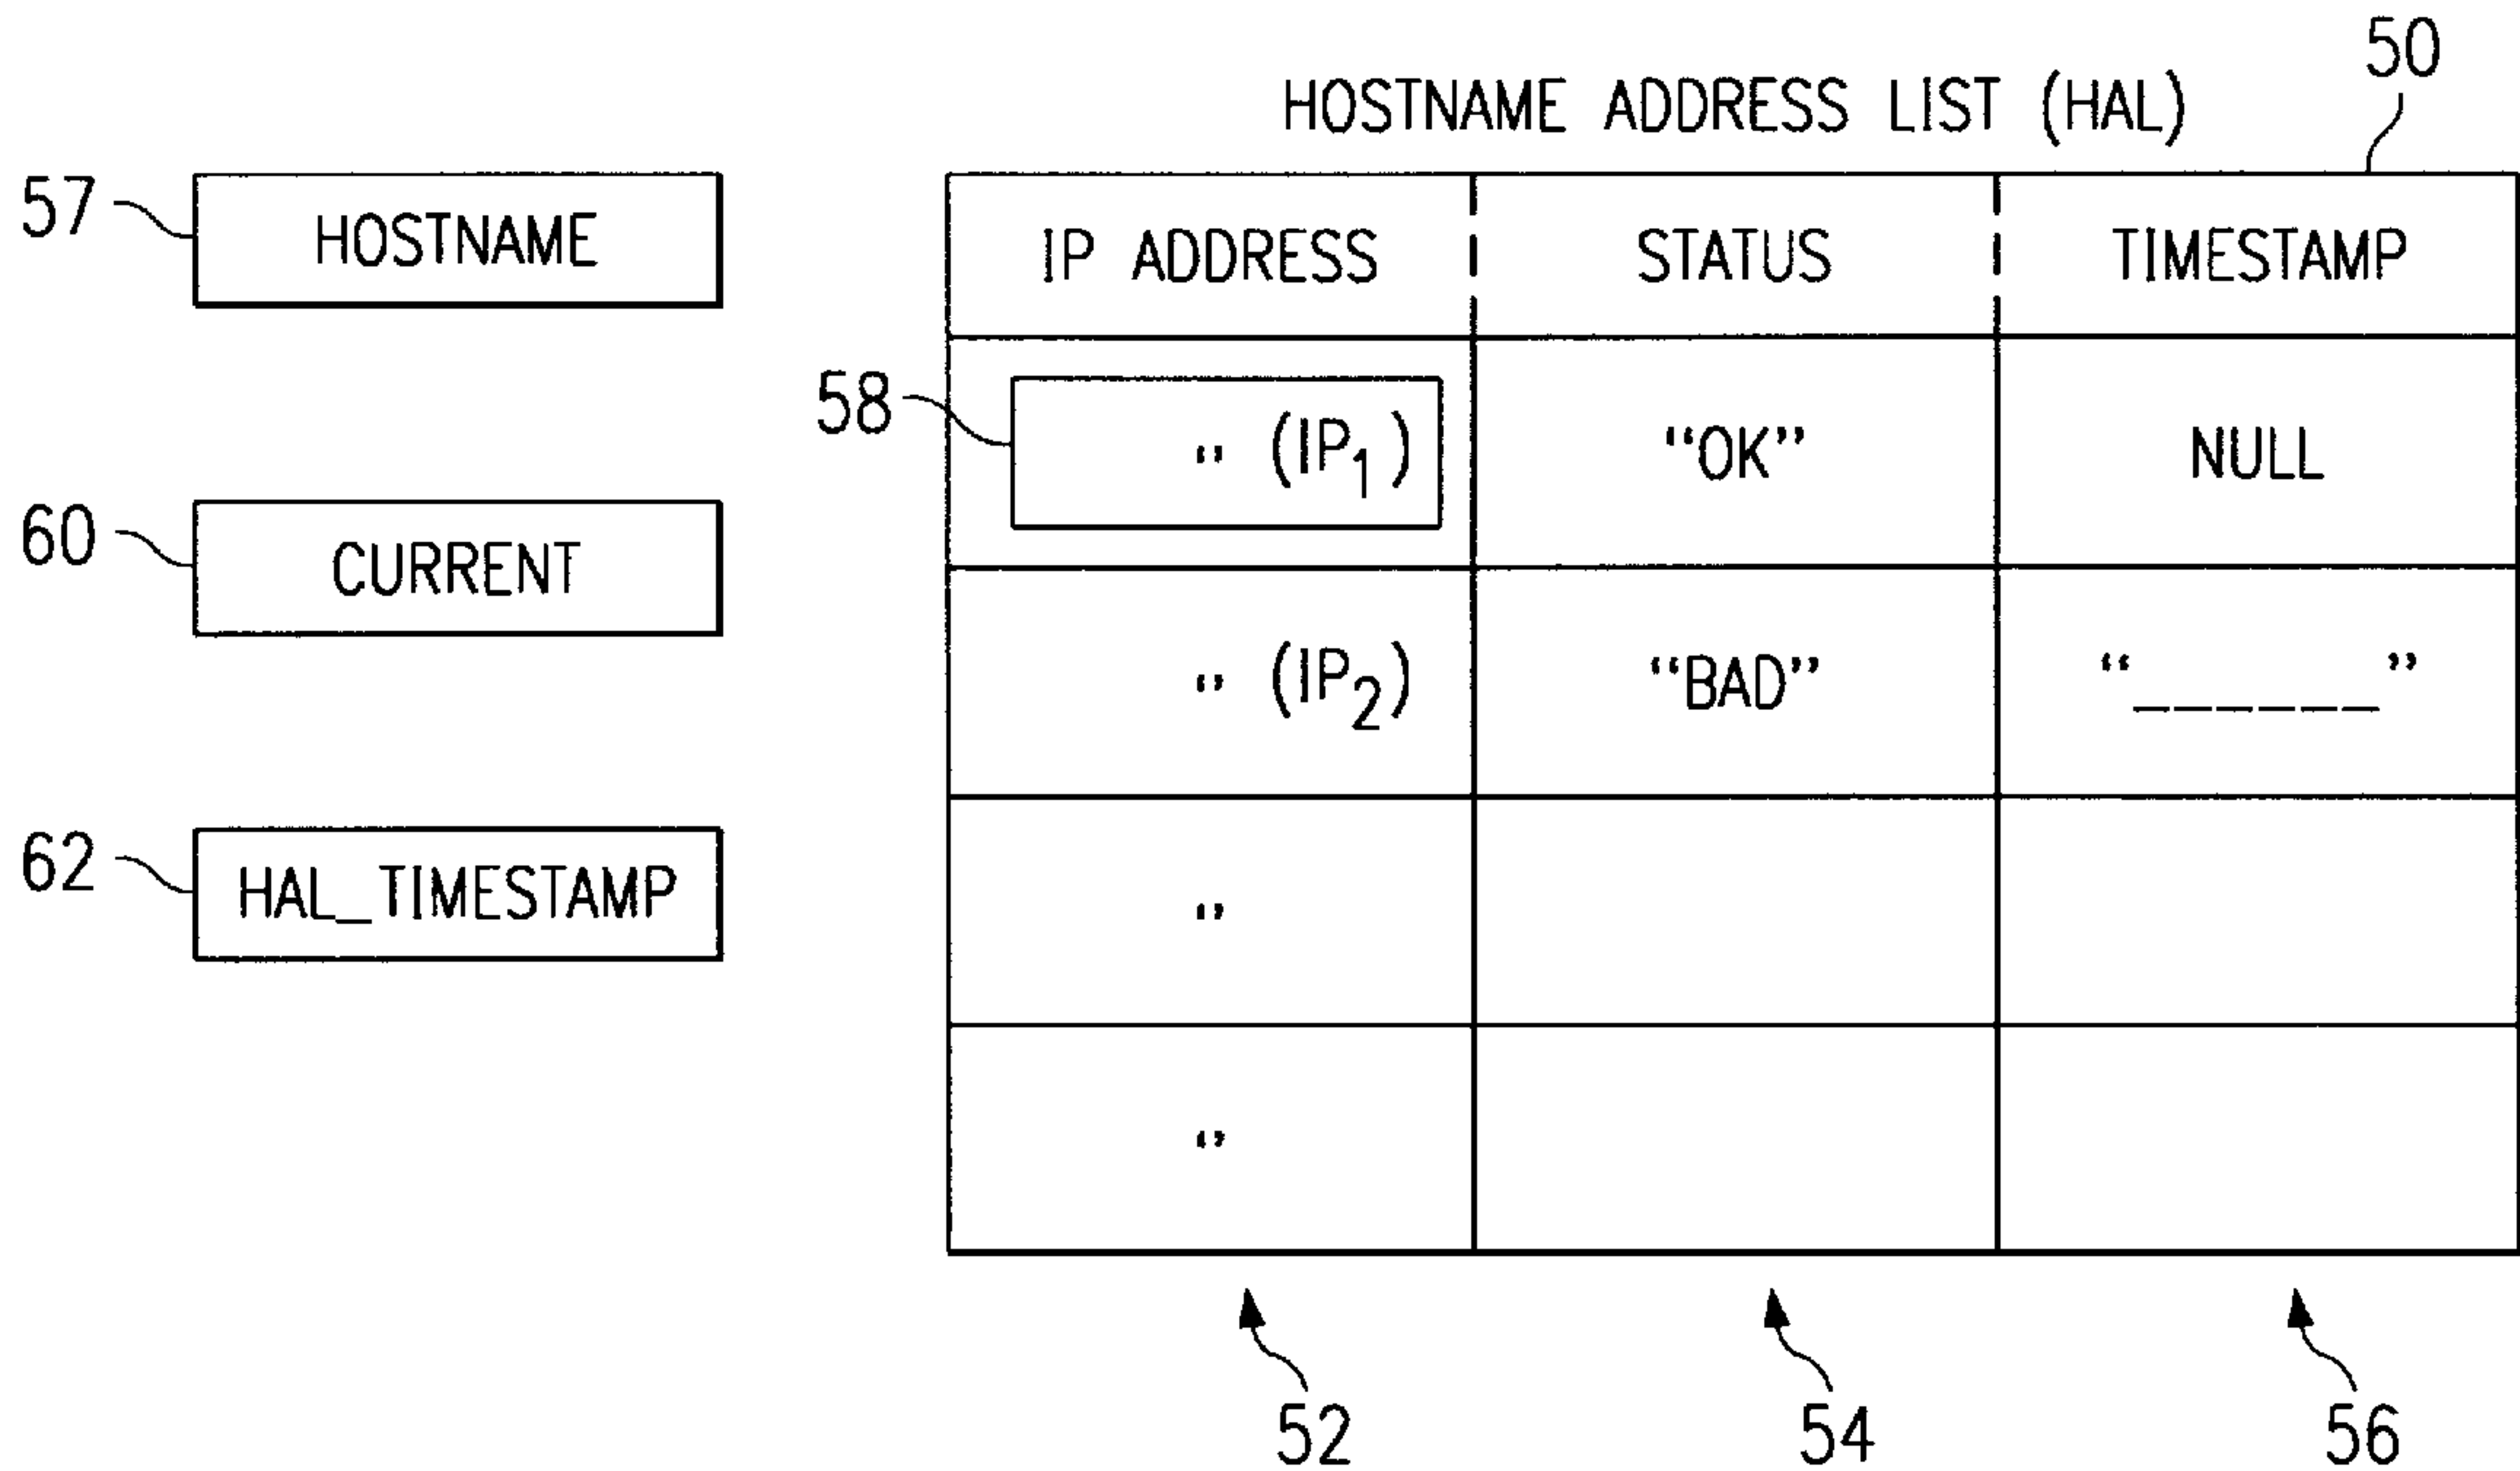 50
HOSTNAME ADDRESS LIST (HAL)
57
HOSTNAME
IP ADDRESS STATUS TIMESTAMP
58
‘’ (IP₁) “OK” NULL
60
CURRENT
‘’ (IP₂) “BAD” “______”
62
HAL_TIMESTAMP
‘’
‘’
52 54 56